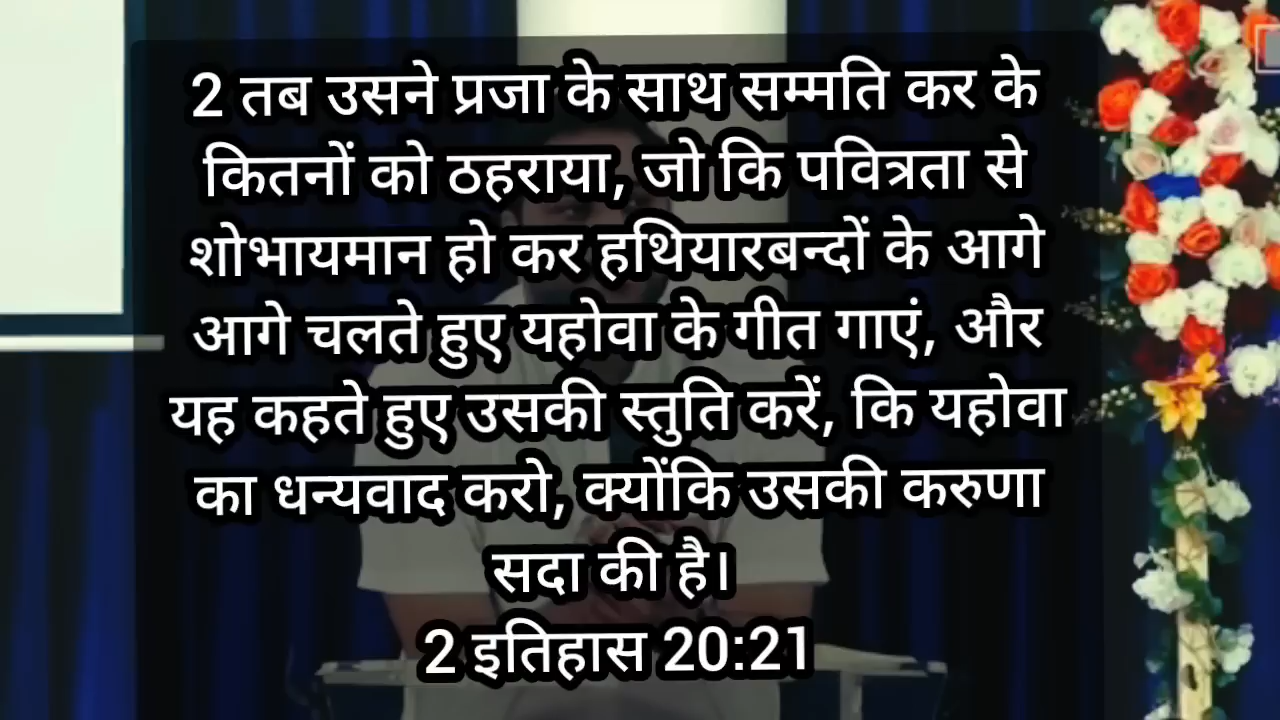 2 तब उसने प्रजा के साथ सम्मति कर के
कितनों को ठहराया, जो कि पवित्रता से
शोभायमान हो कर हथियारबन्दों के आगे
आगे चलते हुए यहोवा के गीत गाएं, और
यह कहते हुए उसकी स्तुति करें, कि यहोवा
का धन्यवाद करो, क्योंकि उसकी करुणा
सदा की है।
2 इतिहास 20:21